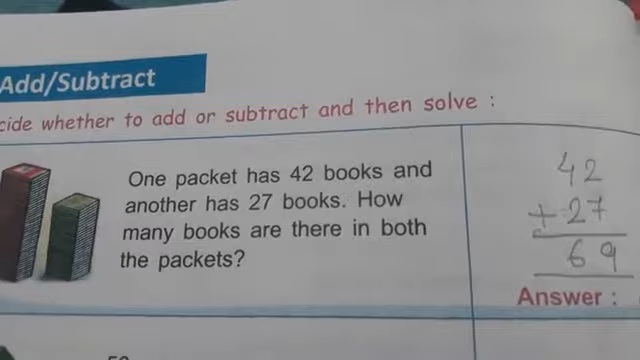 Add/Subtract
cide whether to add or subtract and then solve :
One packet has 42 books and
another has 27 books. How
many books are there in both
the packets?
42
+27
69
Answer :